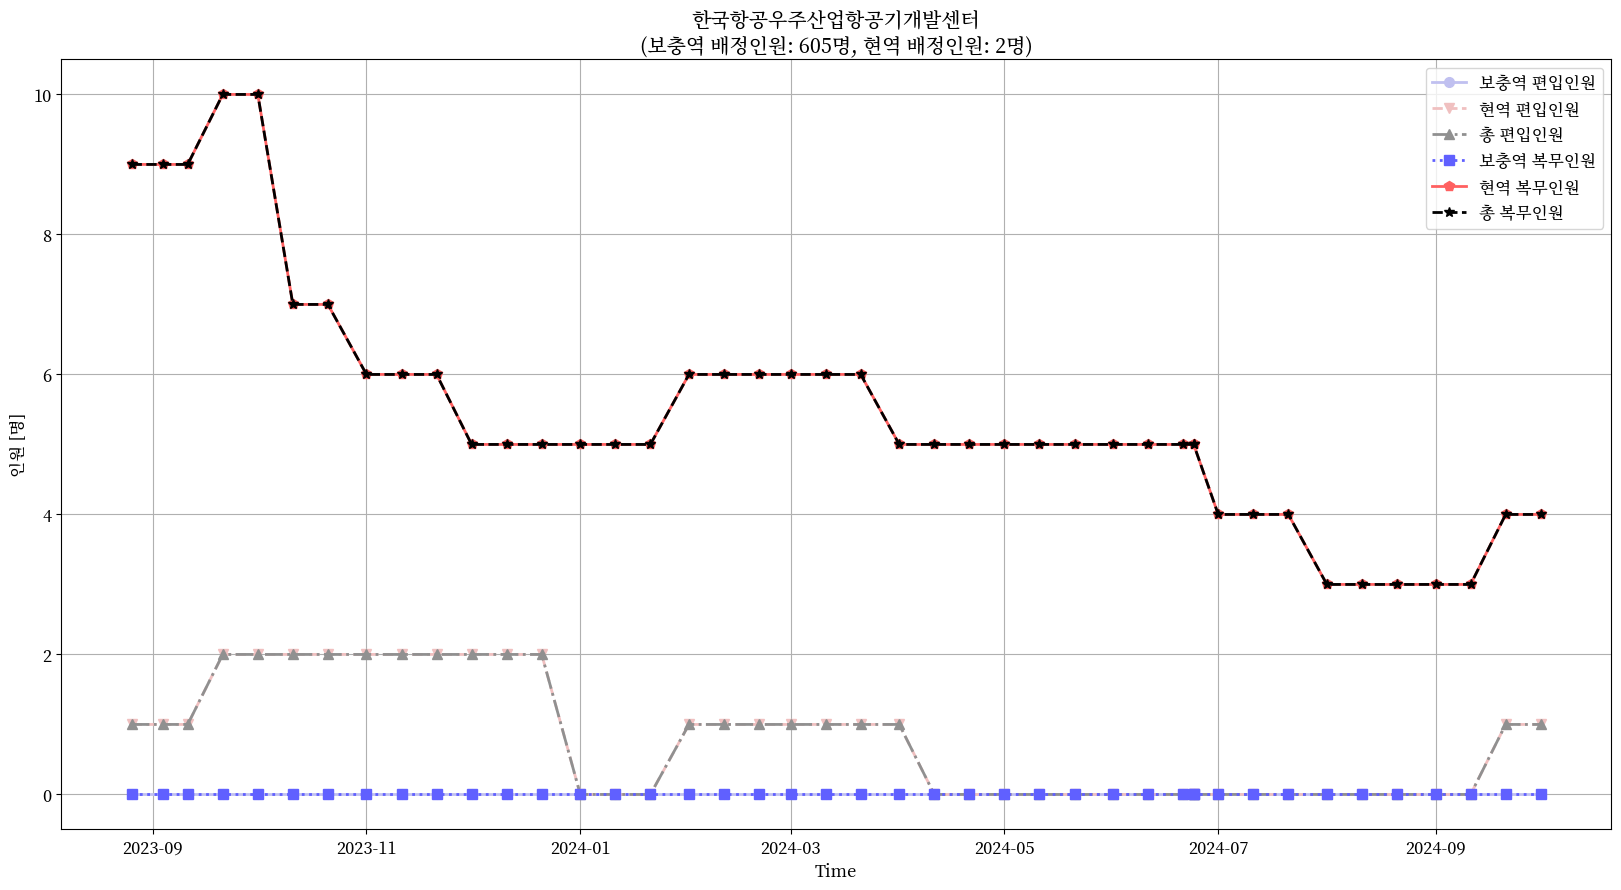 한국항공우주산업항공기개발센터
(보충역 배정인원: 605명, 현역 배정인원: 2명)
보충역 편입인원
현역 편입인원
총 편입인원
보충역 복무인원
현역 복무인원
총 복무인원
인원 [명]
10
8
6
4
2
0
2023-09
2023-11
2024-01
2024-03
2024-05
2024-07
2024-09
Time